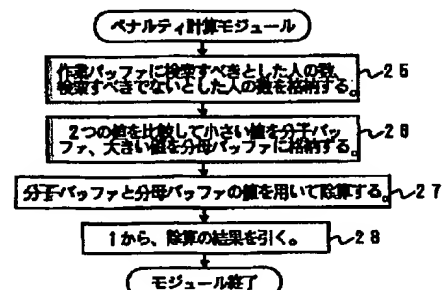 ペナルティ計算モジュール
作業バッファに検索すべきとした人の数、
検索すべきでないとした人の数を格納する。
25
2つの値を比較して小さい値を分子バッ
ファ、大きい値を分母バッファに格納する。
26
分子バッファと分母バッファの値を用いて除算する。
27
1から、除算の結果を引く。
28
モジュール終了